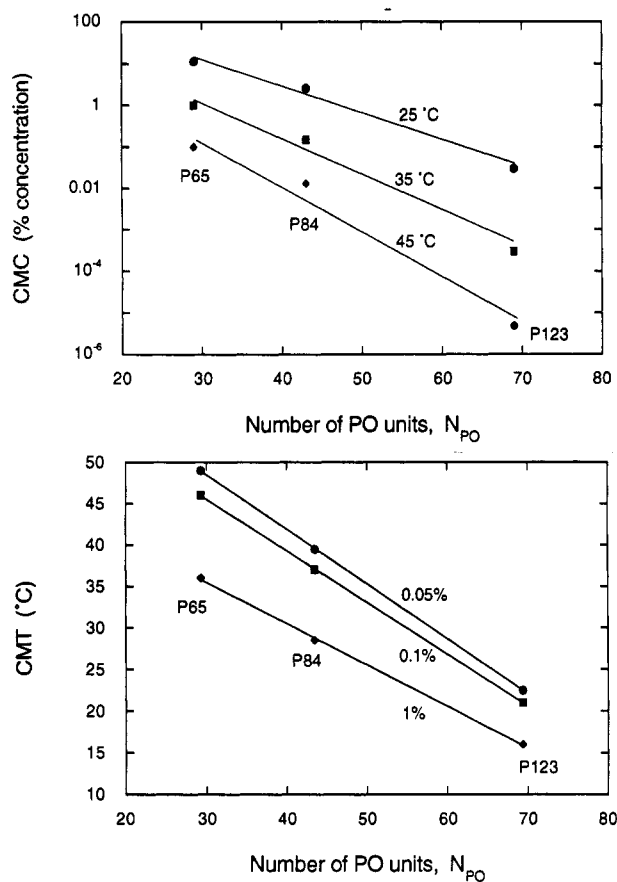 100
1
0.01
10-4
10-6
CMC (% concentration)
25 °C
35 °C
45 °C
P65
P84
P123
20 30 40 50 60 70 80
Number of PO units, NPO
50
45
40
35
30
25
20
15
10
CMT (°C)
0.05%
0.1%
1%
P65
P84
P123
20 30 40 50 60 70 80
Number of PO units, NPO